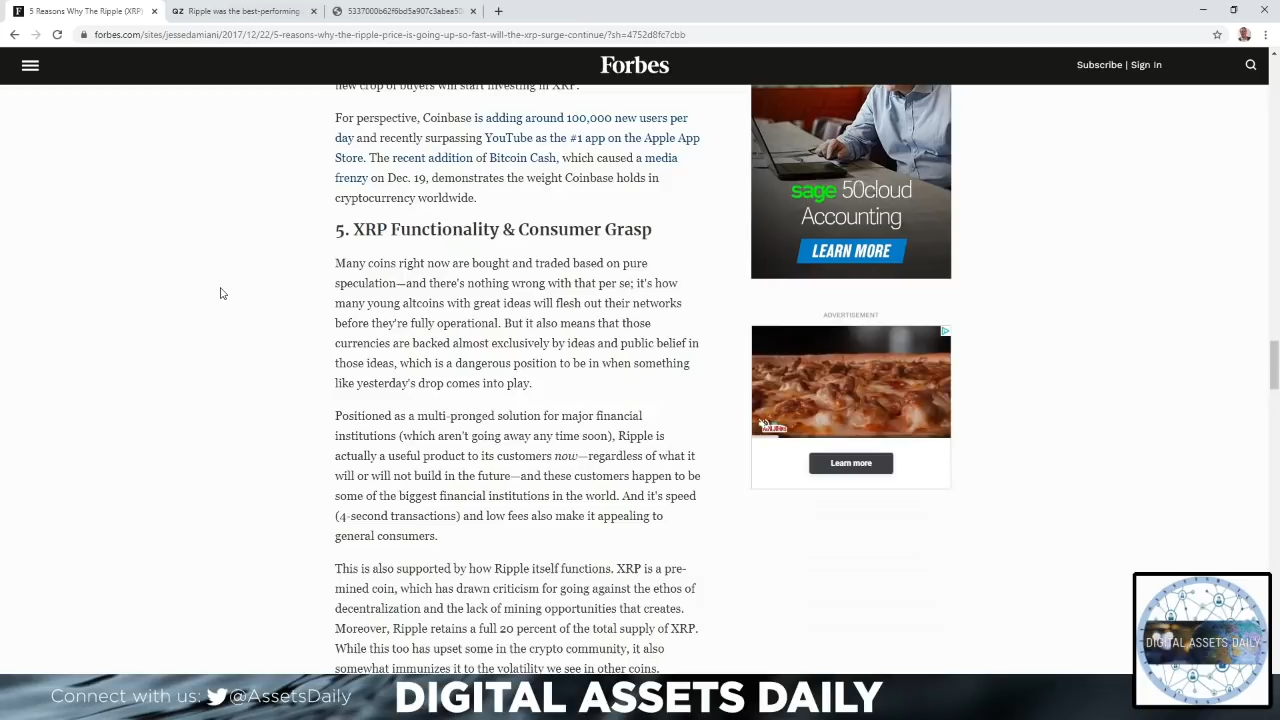 5 Reasons Why The Ripple (XRP)
Ripple was the best-performing
5337000b62f6bd5a907c3abea50
forbes.com/sites/jessedamiani/2017/12/22/5-reasons-why-the-ripple-price-is-going-up-so-fast-will-the-xrp-surge-continue/?sh=4752d8fc7cbb
Forbes
Subscribe | Sign In
new crop of buyers will start investing in XRP.
For perspective, Coinbase is adding around 100,000 new users per
day and recently surpassing YouTube as the #1 app on the Apple App
Store. The recent addition of Bitcoin Cash, which caused a media
frenzy on Dec. 19, demonstrates the weight Coinbase holds in
cryptocurrency worldwide.
5. XRP Functionality & Consumer Grasp
Many coins right now are bought and traded based on pure
speculation—and there's nothing wrong with that per se; it's how
many young altcoins with great ideas will flesh out their networks
before they're fully operational. But it also means that those
currencies are backed almost exclusively by ideas and public belief in
those ideas, which is a dangerous position to be in when something
like yesterday's drop comes into play.
Positioned as a multi-pronged solution for major financial
institutions (which aren't going away any time soon), Ripple is
actually a useful product to its customers now—regardless of what it
will or will not build in the future—and these customers happen to be
some of the biggest financial institutions in the world. And it's speed
(4-second transactions) and low fees also make it appealing to
general consumers.
This is also supported by how Ripple itself functions. XRP is a pre-
mined coin, which has drawn criticism for going against the ethos of
decentralization and the lack of mining opportunities that creates.
Moreover, Ripple retains a full 20 percent of the total supply of XRP.
While this too has upset some in the crypto community, it also
somewhat immunizes it to the volatility we see in other coins.
sage 50cloud
Accounting
LEARN MORE
ADVERTISEMENT
Learn more
DIGITAL ASSETS DAILY
Connect with us: @AssetsDaily
DIGITAL ASSETS DAILY